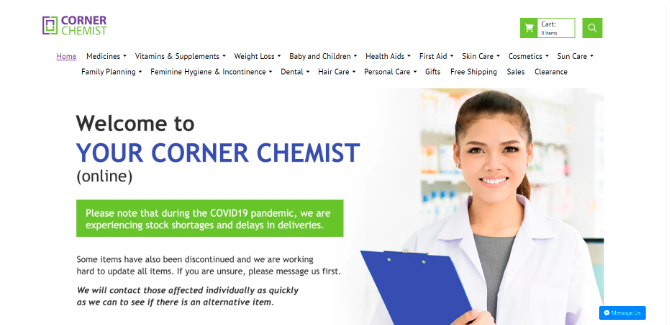 CORNER
CHEMIST
Cart:
0 items
Home Medicines Vitamins & Supplements Weight Loss Baby and Children Health Aids First Aid Skin Care Cosmetics Sun Care
Family Planning Feminine Hygiene & Incontinence Dental Hair Care Personal Care Gifts Free Shipping Sales Clearance
Welcome to
YOUR CORNER CHEMIST
(online)
Please note that during the COVID19 pandemic, we are
experiencing stock shortages and delays in deliveries.
Some items have also been discontinued and we are working
hard to update all items. If you are unsure, please message us first.
We will contact those affected individually as quickly
as we can to see if there is an alternative item.
Message Us